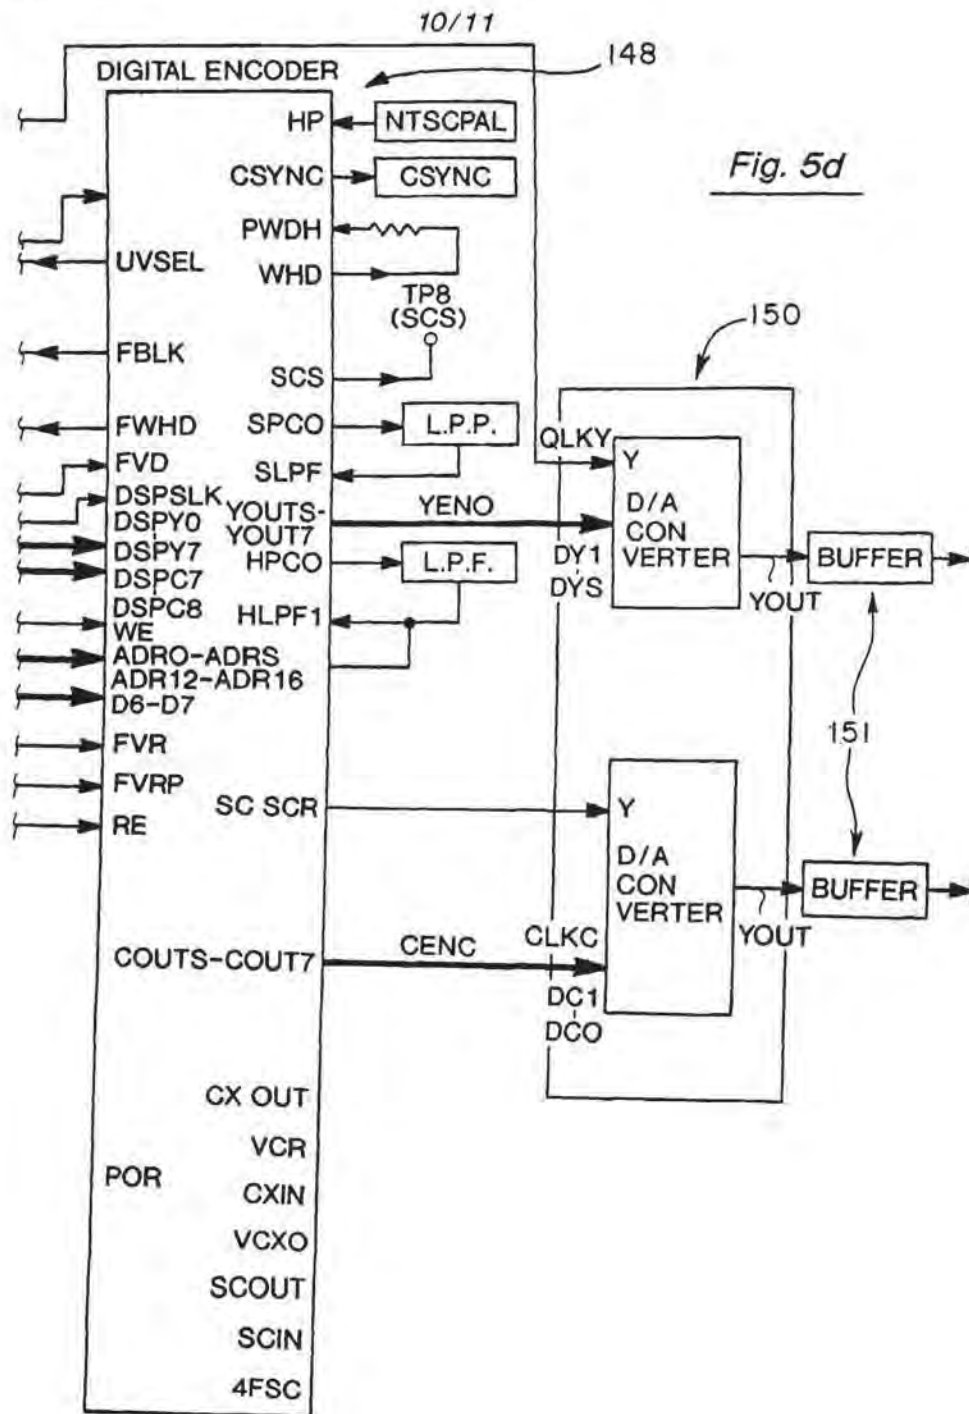 10/11
DIGITAL ENCODER
148
HP
NTSCPAL
CSYNC
CSYNC
Fig. 5d
PWDH
UVSEL
WHD
TP8
(SCS)
150
FBLK
SCS
FWHD
SPCO
L.P.P.
QLKY
Y
FVD
SLPF
DSPSLK
DSPY0
DSPY7
YOUTS-
YOUT7
YENO
D/A
CON
VERTER
DSPC7
HPCO
L.P.F.
DY1
DYS
BUFFER
YOUT
DSPC8
WE
HLPF1
ADRO-ADRS
ADR12-ADR16
D6-D7
151
FVR
FVRP
SC SCR
Y
RE
D/A
CON
VERTER
BUFFER
YOUT
COUTS-COUT7
CENC
CLKC
DC1
DCO
CX OUT
VCR
POR
CXIN
VCXO
SCOUT
SCIN
4FSC